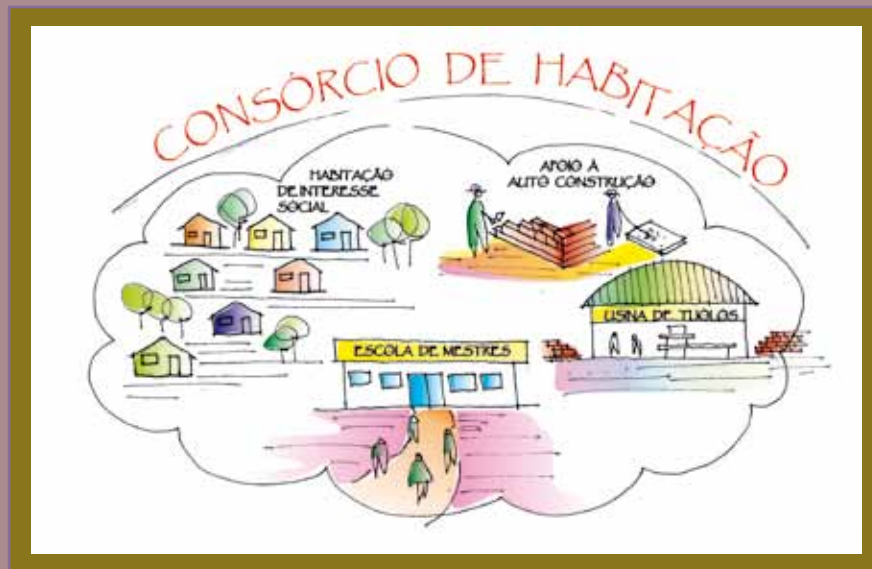 CONSÓRCIO DE HABITAÇÃO
HABITAÇÃO
DE INTERESSE
SOCIAL
APOIO À
AUTO CONSTRUÇÃO
USINA DE TIJOLOS
ESCOLA DE MESTRES